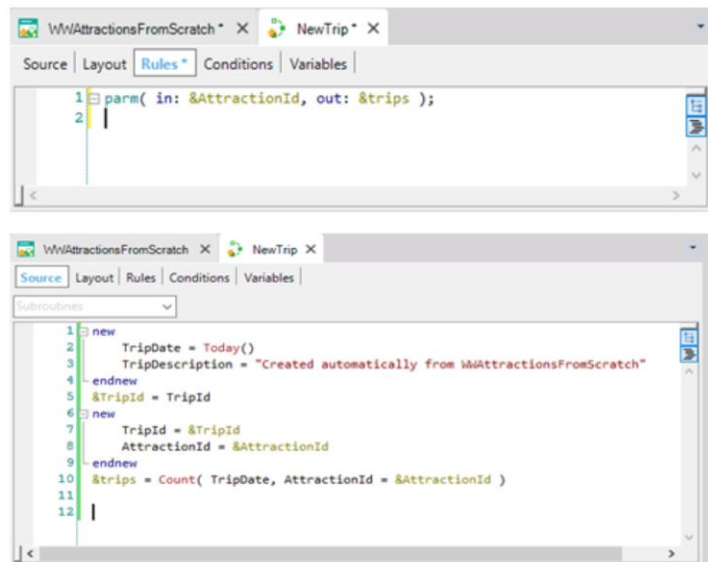 WWAttractionsFromScratch * X NewTrip * X
Source | Layout | Rules * | Conditions | Variables |
1 parm( in: &AttractionId, out: &trips );
2
WWAttractionsFromScratch X NewTrip X
Source | Layout | Rules | Conditions | Variables |
Subroutines
1 new
2 TripDate = Today()
3 TripDescription = "Created automatically from WWAttractionsFromScratch"
4 endnew
5 &TripId = TripId
6 new
7 TripId = &TripId
8 AttractionId = &AttractionId
9 endnew
10 &trips = Count( TripDate, AttractionId = &AttractionId )
11
12